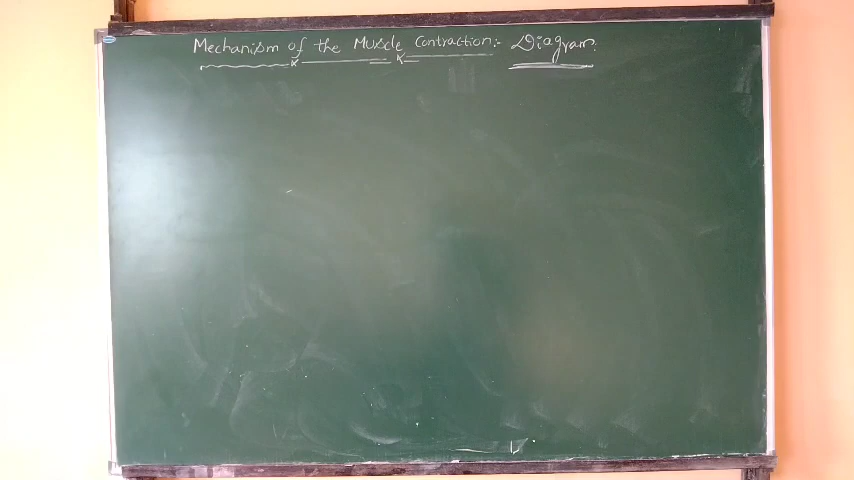 Mechanism of the Muscle Contraction:- Diagram: